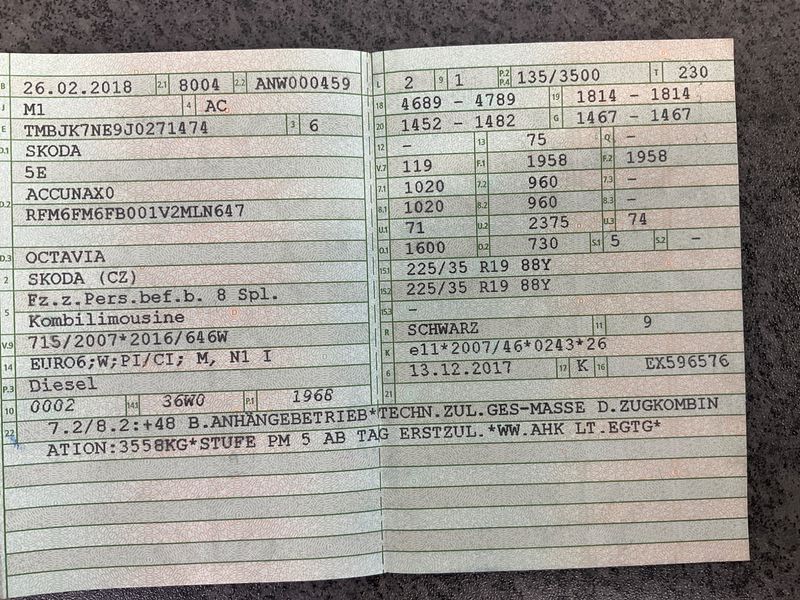 B 26.02.2018 2.1 8004 2.2 ANW000459
J M1 4 AC
E TMBJK7NE9J0271474 3 6
D.1 SKODA
5E
D.2 ACCUNAX0
RFM6FM6FB001V2MLN647
D.3 OCTAVIA
2 SKODA (CZ)
5 Fz.z.Pers.bef.b. 8 Spl.
Kombilimousine
V.9 715/2007*2016/646W
14 EURO6;W;PI/CI; M, N1 I
P.3 Diesel
10 0002 14.1 36W0 P.1 1968
L 2 9 1 P.2 P.4 135/3500 T 230
18 4689 - 4789 19 1814 - 1814
20 1452 - 1482 G 1467 - 1467
12 - 13 75 Q -
V.7 119 F.1 1958 F.2 1958
7.1 1020 7.2 960 7.3 -
8.1 1020 8.2 960 8.3 -
U.1 71 U.2 2375 U.3 74
O.1 1600 O.2 730 S.1 5 S.2 -
15.1 225/35 R19 88Y
15.2 225/35 R19 88Y
15.3 -
R SCHWARZ 11 9
K e11*2007/46*0243*26
6 13.12.2017 17 K 16 EX596576
21
22 7.2/8.2:+48 B.ANHÄNGEBETRIEB*TECHN.ZUL.GES-MASSE D.ZUGKOMBIN
ATION:3558KG*STUFE PM 5 AB TAG ERSTZUL.*WW.AHK LT.EGTG*